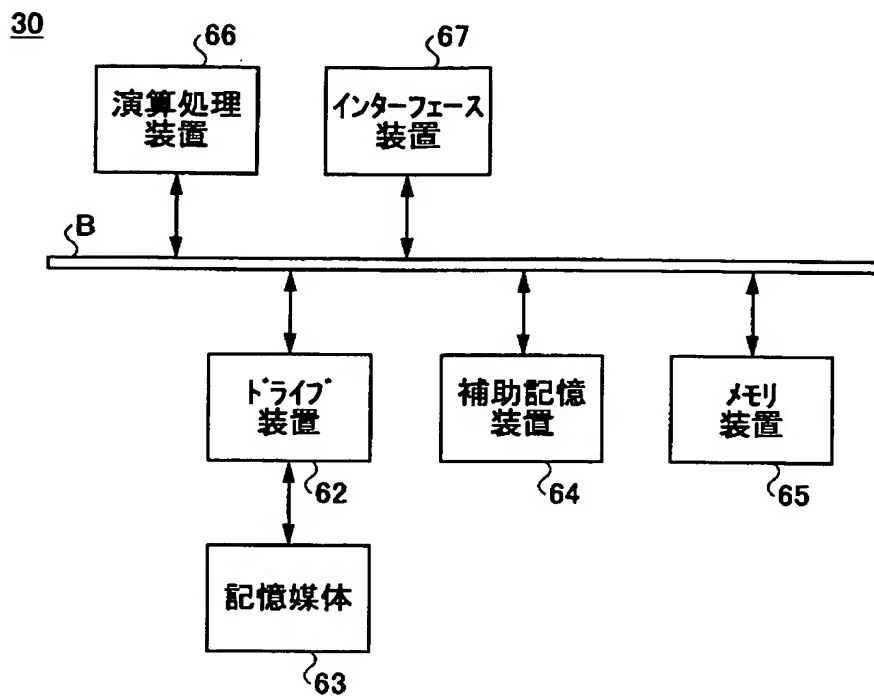 30
66
67
演算処理
装置
インターフェース
装置
B
ドライブ
装置
補助記憶
装置
メモリ
装置
62
64
65
記憶媒体
63